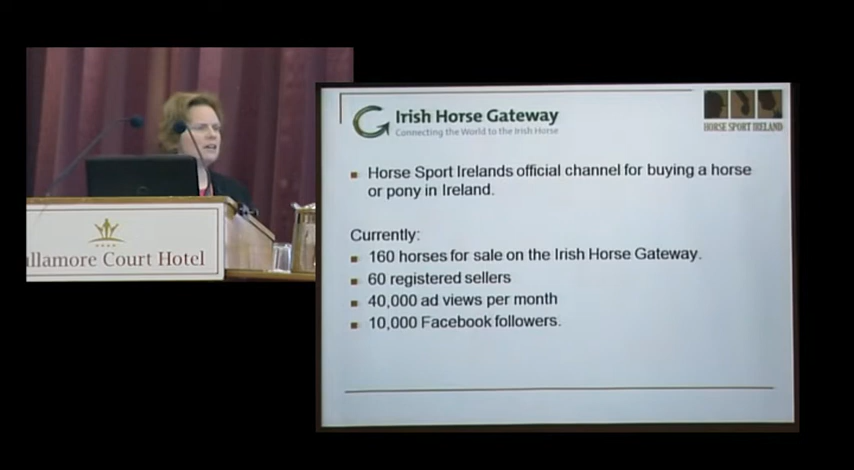 Irish Horse Gateway
Connecting the World to the Irish Horse
HORSE SPORT IRELAND
Horse Sport Irelands official channel for buying a horse
or pony in Ireland.
Currently:
160 horses for sale on the Irish Horse Gateway.
60 registered sellers
40,000 ad views per month
10,000 Facebook followers.
ullamore Court Hotel